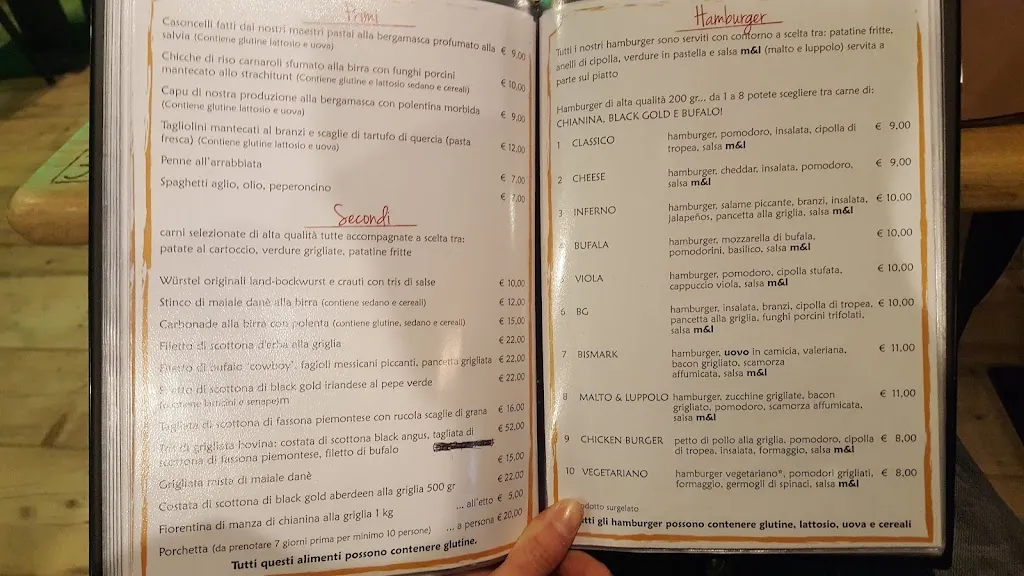 Primi
Casoncelli fatti dai nostri maestri pastai alla bergamasca profumato alla € 9,00
salvia (Contiene glutine lattosio e uova)
Chicche di riso carnaroli sfumato alla birra con funghi porcini
mantecato allo strachitunt (Contiene glutine e lattosio sedano e cereali) € 10,00
Capu di nostra produzione alla bergamasca con polentina morbida € 9,00
(Contiene glutine lattosio e uova)
Tagliolini mantecati al branzi e scaglie di tartufo di quercia (pasta € 12,00
fresca) (Contiene glutine lattosio e uova)
Penne all'arrabbiata € 7,00
Spaghetti aglio, olio, peperoncino € 7,00
Secondi
carni selezionate di alta qualità tutte accompagnate a scelta tra:
patate al cartoccio, verdure grigliate, patatine fritte
Würstel originali land-bockwurst e crauti con tris di salse € 10,00
Stinco di maiale danè alla birra (contiene sedano e cereali) € 12,00
Carbonade alla birra con polenta (contiene glutine, sedano e cereali) € 15,00
Filetto di scottona d'erba alla griglia € 22,00
Filetto di bufalo "cowboy", fagioli messicani piccanti, pancetta grigliata € 22,00
Filetto di scottona di black gold irlandese al pepe verde € 22,00
(contiene latticini e senape)m
Tagliata di scottona di fassona piemontese con rucola scaglie di grana € 16,00
Tris di grigliata bovina: costata di scottona black angus, tagliata di € 52,00
scottona di fassona piemontese, filetto di bufalo
Grigliata mista di maiale danè € 15,00
Costata di scottona di black gold aberdeen alla griglia 500 gr € 22,00
Fiorentina di manza di chianina alla griglia 1 kg ... all'etto € 5,00
Porchetta (da prenotare 7 giorni prima per minimo 10 persone) ... a persona € 20,00
Tutti questi alimenti possono contenere glutine.
Hamburger
Tutti i nostri hamburger sono serviti con contorno a scelta tra: patatine fritte,
anelli di cipolla, verdure in pastella e salsa m&l (malto e luppolo) servita a
parte sul piatto
Hamburger di alta qualità 200 gr... da 1 a 8 potete scegliere tra carne di:
CHIANINA, BLACK GOLD E BUFALO!
1 CLASSICO hamburger, pomodoro, insalata, cipolla di € 9,00
tropea, salsa m&l
2 CHEESE hamburger, cheddar, insalata, pomodoro, € 9,00
salsa m&l
3 INFERNO hamburger, salame piccante, branzi, insalata, € 10,00
jalapeños, pancetta alla griglia, salsa m&l
4 BUFALA hamburger, mozzarella di bufala, € 10,00
pomodorini, basilico, salsa m&l
5 VIOLA hamburger, pomodoro, cipolla stufata, € 10,00
cappuccio viola, salsa m&l
6 BG hamburger, insalata, branzi, cipolla di tropea, € 10,00
pancetta alla griglia, funghi porcini trifolati,
salsa m&l
7 BISMARK hamburger, uovo in camicia, valeriana, € 11,00
bacon grigliato, scamorza
affumicata, salsa m&l
8 MALTO & LUPPOLO hamburger, zucchine grigliate, bacon € 11,00
grigliato, pomodoro, scamorza affumicata,
salsa m&l
9 CHICKEN BURGER petto di pollo alla griglia, pomodoro, cipolla € 8,00
di tropea, insalata, formaggio, salsa m&l
10 VEGETARIANO hamburger vegetariano*, pomodori grigliati, € 8,00
formaggio, germogli di spinaci, salsa m&l
odotto surgelato
tti gli hamburger possono contenere glutine, lattosio, uova e cereali